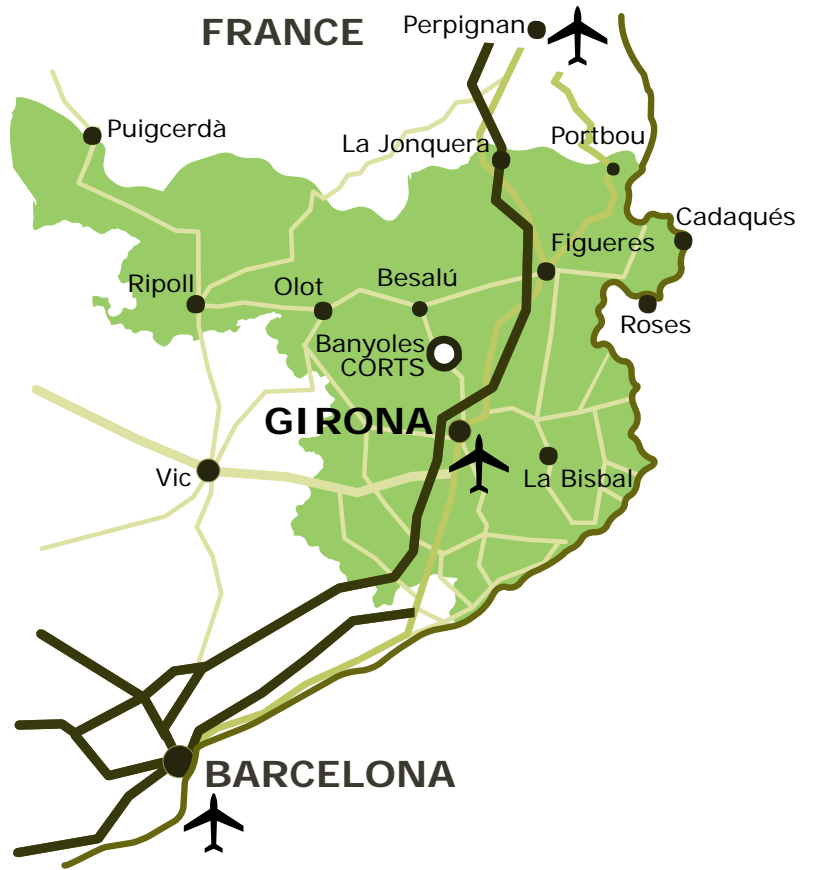 FRANCE
Perpignan
Puigcerdà
La Jonquera
Portbou
Cadaqués
Figueres
Ripoll
Olot
Besalú
Roses
Banyoles
CORTS
GIRONA
Vic
La Bisbal
BARCELONA